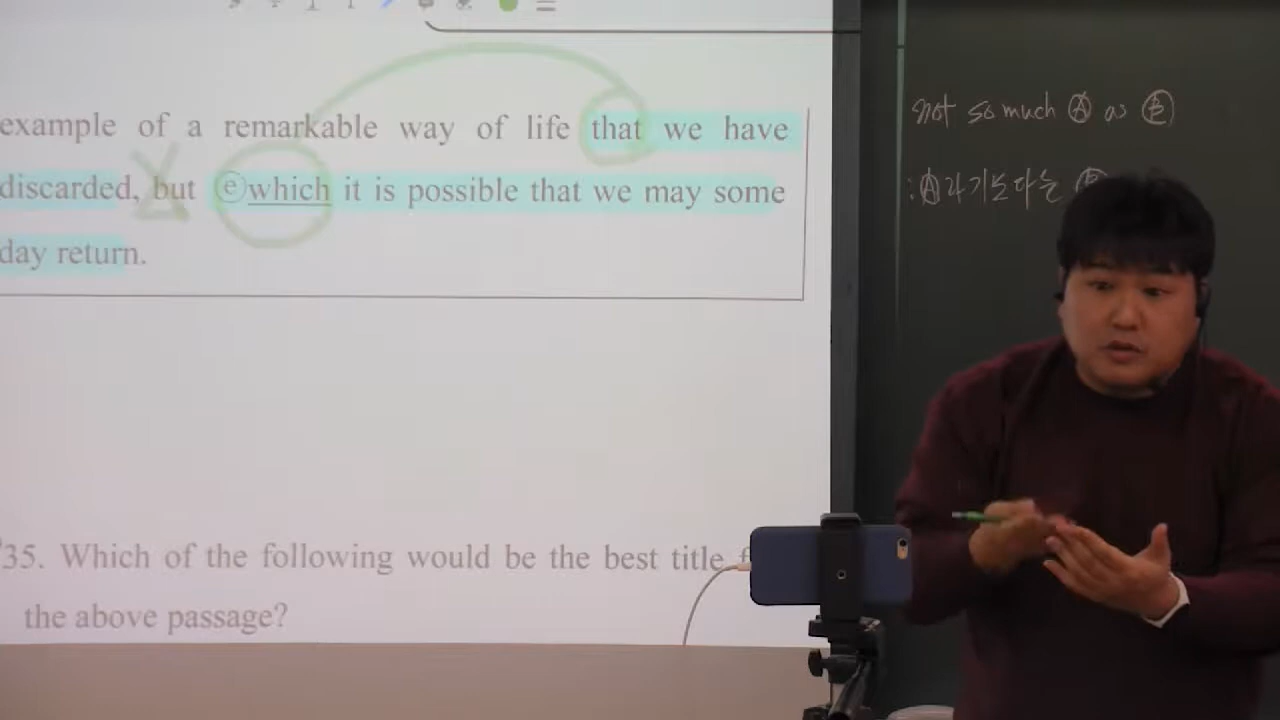 example of a remarkable way of life that we have
discarded, but ⓔwhich it is possible that we may some
day return.
35. Which of the following would be the best title
the above passage?
not so much Ⓐ as Ⓑ
: Ⓐ라기보다는 Ⓑ